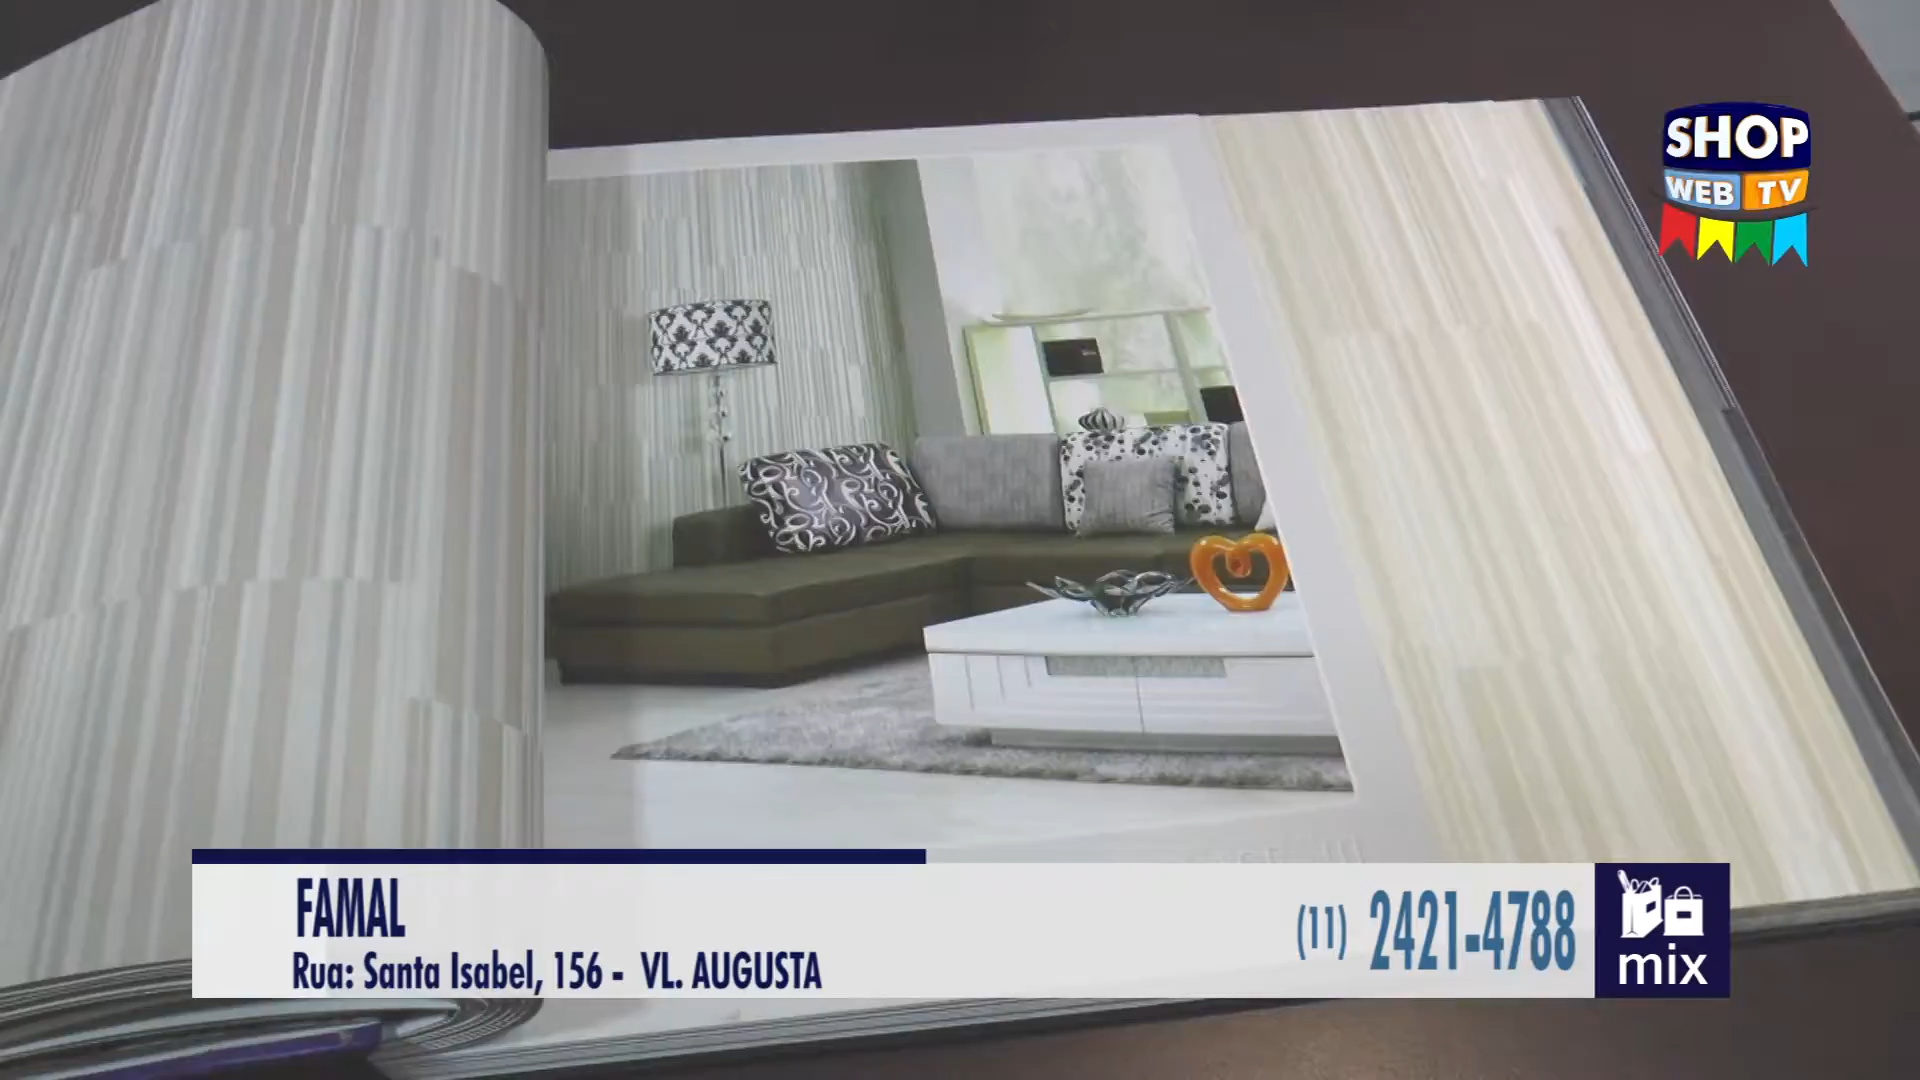 SHOP
WEB TV
FAMAL
Rua: Santa Isabel, 156 - VL. AUGUSTA
(11) 2421-4788
mix